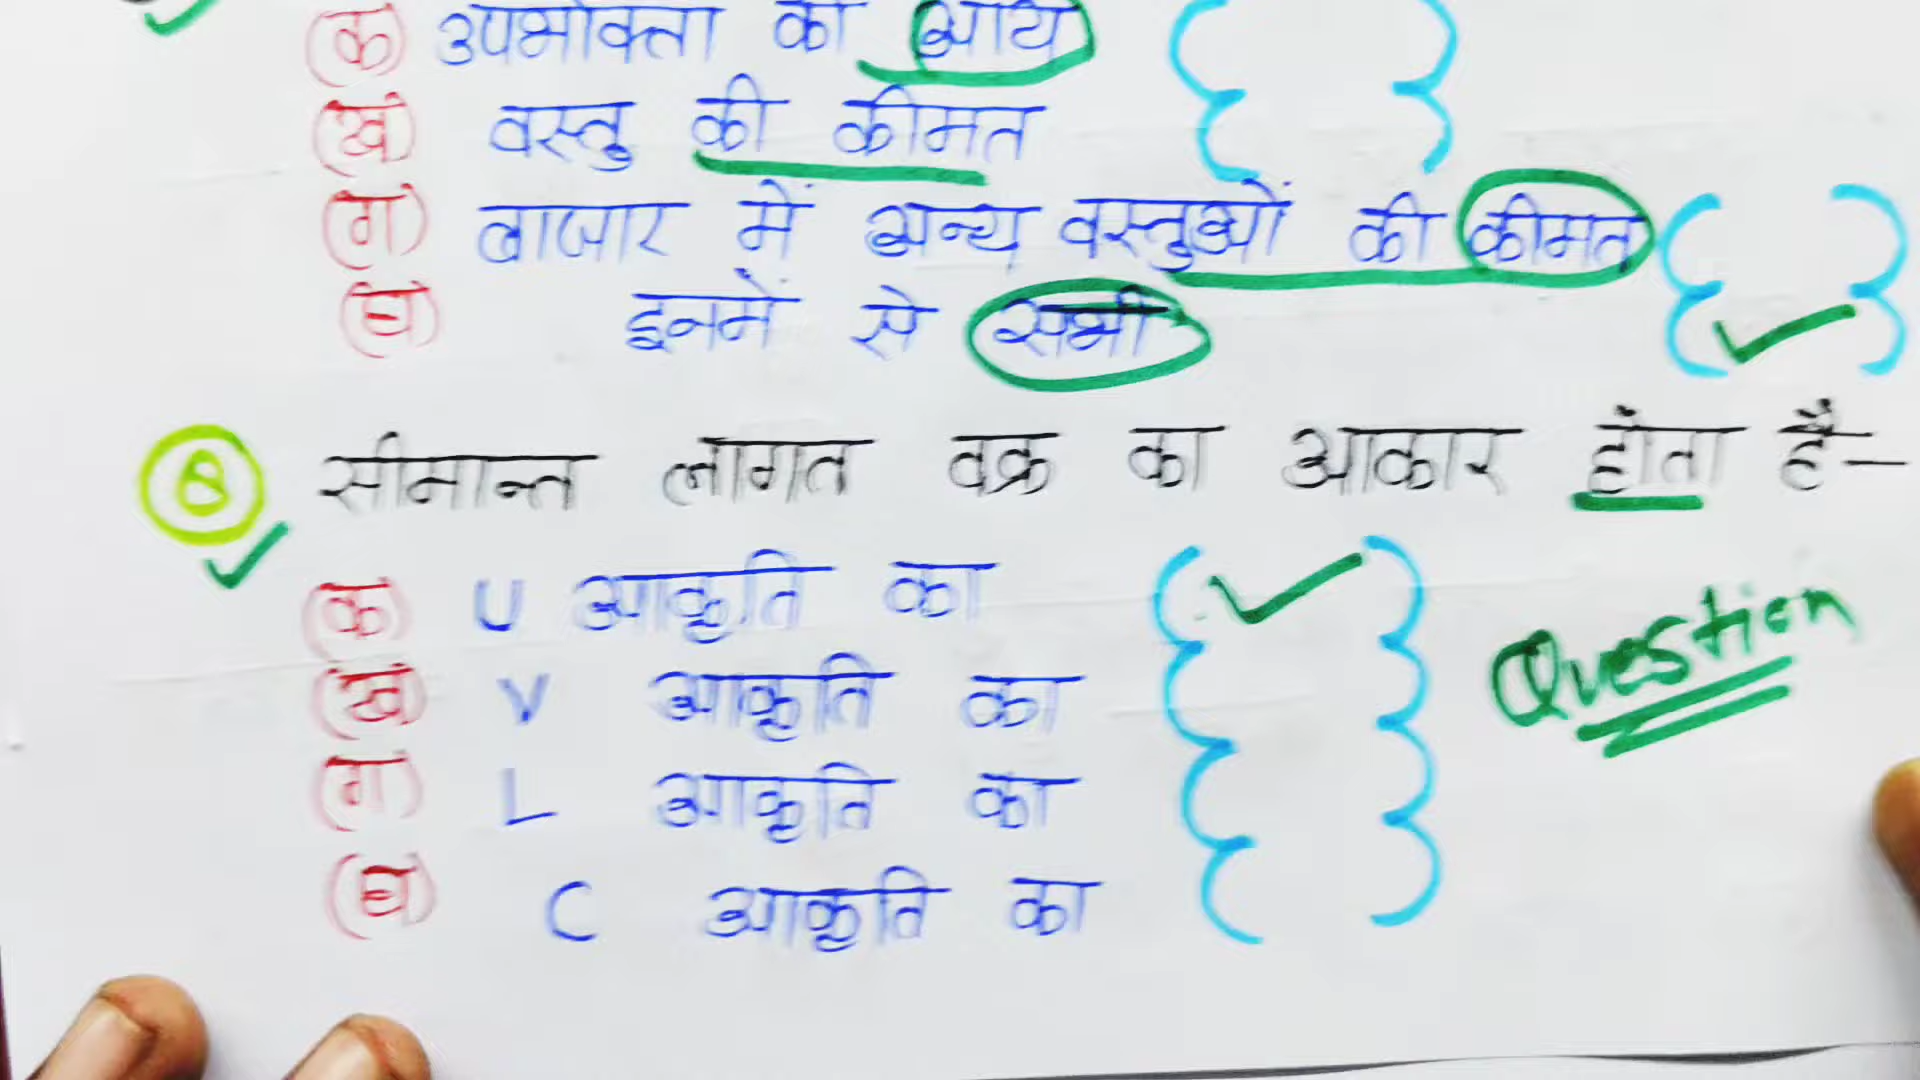 (क) उपभोक्ता की आय
(ख) वस्तु की कीमत
(ग) बाजार में अन्य वस्तुओं की कीमत
(घ) इनमें से सभी
8 सीमान्त लागत वक्र का आकार होता है-
(क) U आकृति का
(ख) V आकृति का
(ग) L आकृति का
(घ) C आकृति का
Question